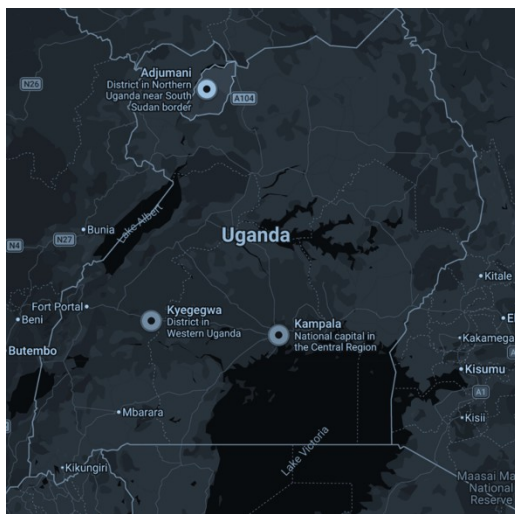 Adjumani
District in Northern
Uganda near South
Sudan border
N26
A104
Lake Albert
Bunia
N27
N4
Uganda
Kitale
Fort Portal
Beni
Kyegegwa
District in
Western Uganda
Kampala
National capital in
the Central Region
Kakamega
Butembo
Kisumu
A1
Mbarara
Kisii
Lake Victoria
Kikungiri
Maasai Ma
National
Reserve